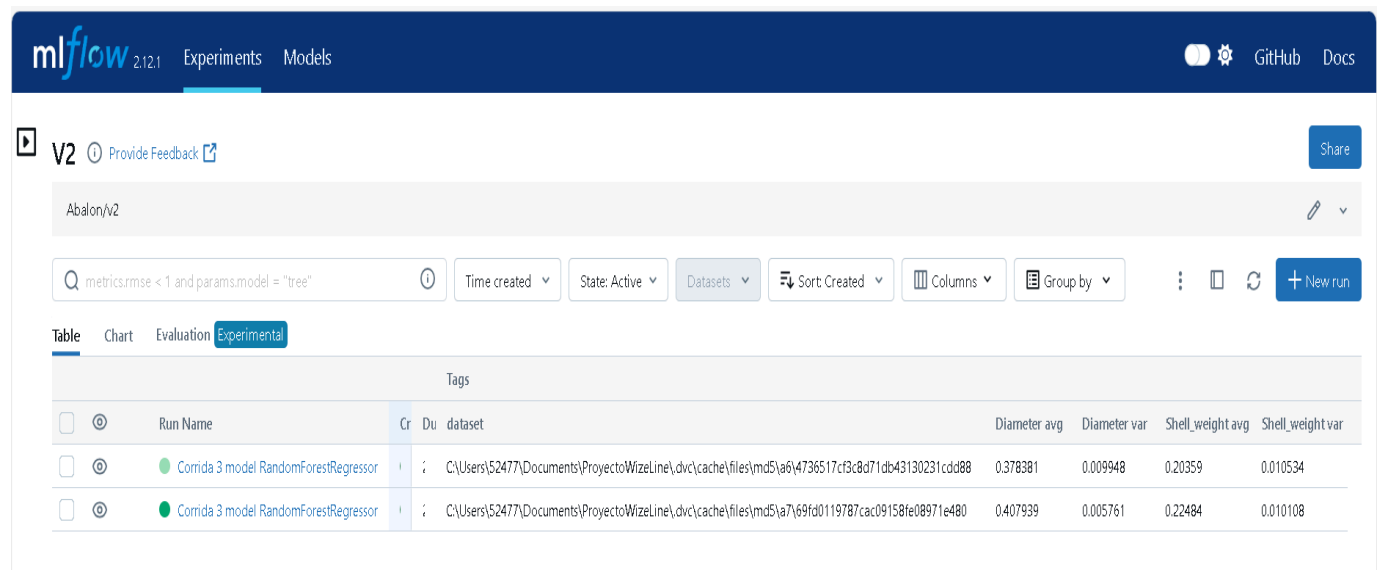 mlflow 2.12.1 Experiments Models GitHub Docs
V2 Provide Feedback Share
Abalon/v2
metrics.rmse < 1 and params.model = "tree" Time created State: Active Datasets Sort: Created Columns Group by New run
Table Chart Evaluation Experimental
Tags
Run Name Cr Du dataset Diameter avg Diameter var Shell_weight avg Shell_weight var
Corrida 3 model RandomForestRegressor C:\Users\52477\Documents\ProyectoWizeLine\.dvc\cache\files\md5\a6\4736517cf3c8d71db43130231cdd88 0.378381 0.009948 0.20359 0.010534
Corrida 3 model RandomForestRegressor C:\Users\52477\Documents\ProyectoWizeLine\.dvc\cache\files\md5\a7\69fd0119787cac09158fe08971e480 0.407939 0.005761 0.22484 0.010108